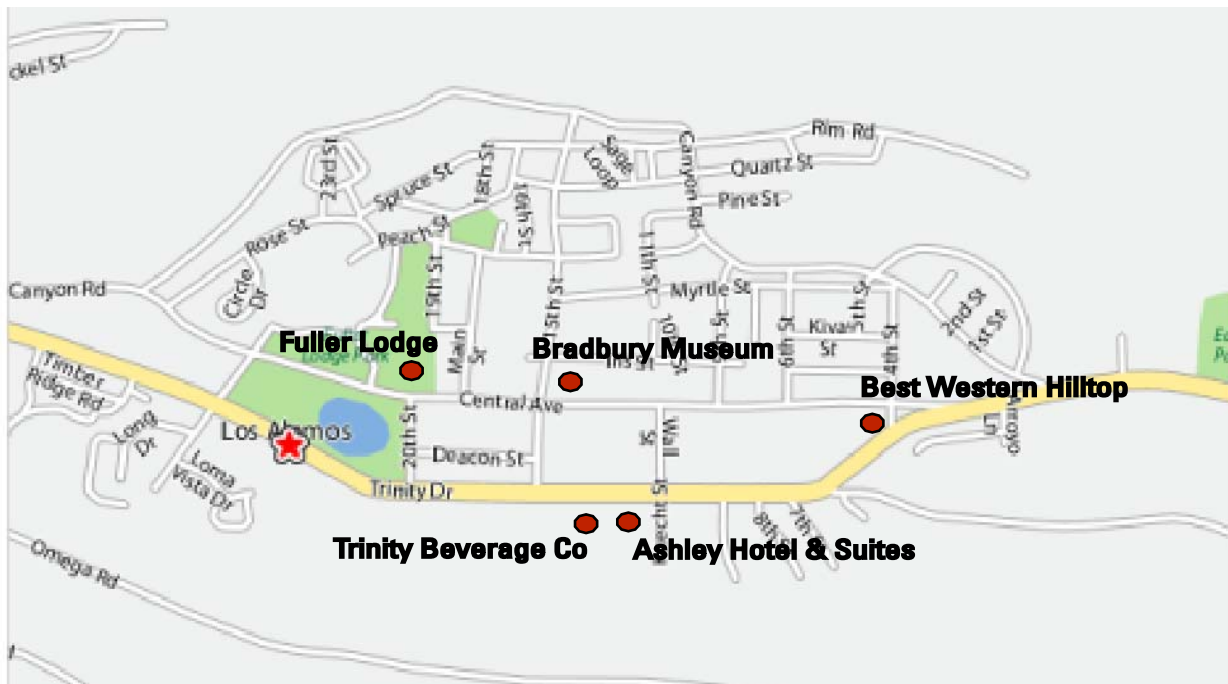 ckel St
Rim Rd
Sage
Loop
Canyon Rd
Quartz St
23rd St
18th St
Spruce St
Pine St
16th St
Peach St
Rose St
11th St
Circle
Dr
19th St
Canyon Rd
Myrtle St
15th St
2nd St
1st St
Kiva
St
6th St
4th St
Main
St
Fuller Lodge
Lodge Park
Bradbury Museum
Timber
Ridge Rd
Best Western Hilltop
Central Ave
Long
Dr
Los Alamos
20th St
Wall
St
Arroyo
Ln
Deacon St
Loma
Vista Dr
Trinity Dr
8th
7th
Trinity Beverage Co
Ashley Hotel & Suites
Omega Rd